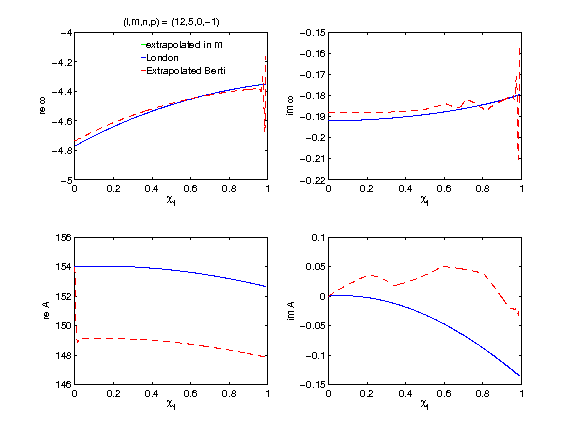 (l,m,n,p) = (12,5,0,−1)
−4
−4.2
−4.4
−4.6
−4.8
−5
re ω
extrapolated in m
London
Extrapolated Berti
0 0.2 0.4 0.6 0.8 1
χf
−0.15
−0.16
−0.17
−0.18
−0.19
−0.2
−0.21
−0.22
im ω
0 0.2 0.4 0.6 0.8 1
χf
156
154
152
150
148
146
re A
0 0.2 0.4 0.6 0.8 1
χf
0.1
0.05
0
−0.05
−0.1
−0.15
im A
0 0.2 0.4 0.6 0.8 1
χf